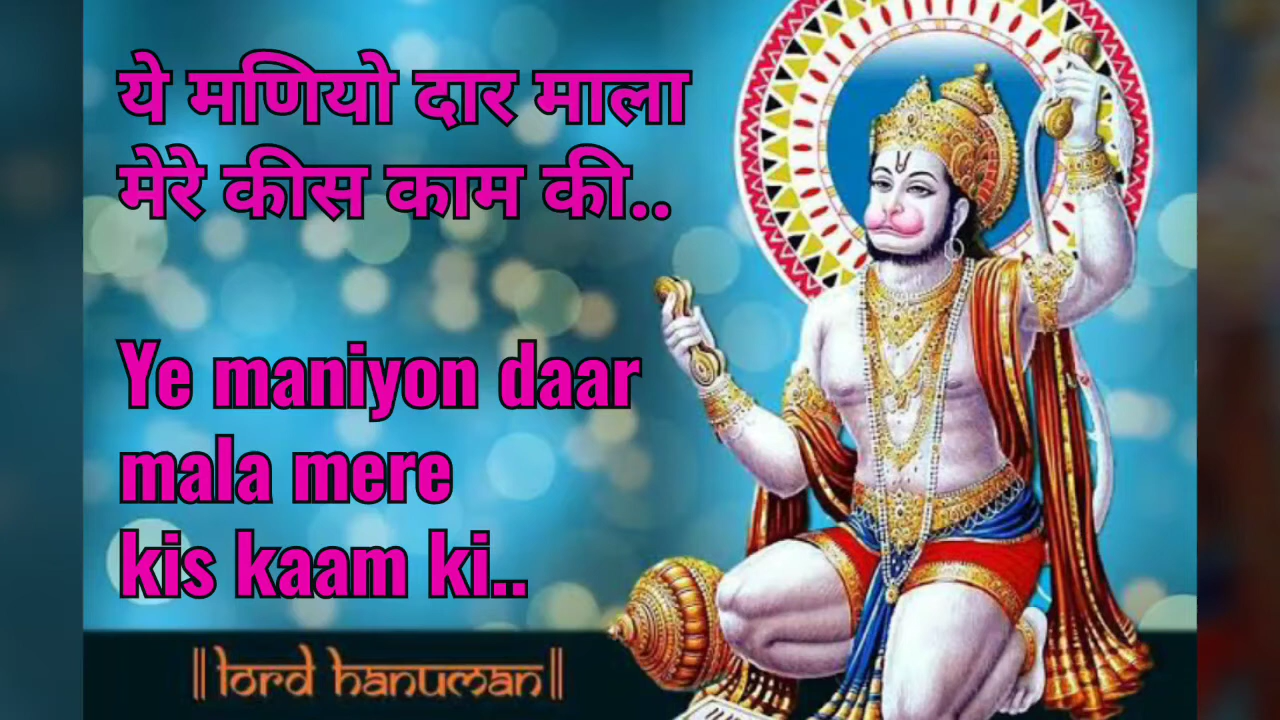 ये मणियो दार माला
मेरे कीस काम की..
Ye maniyon daar
mala mere
kis kaam ki..
||lord hanuman||